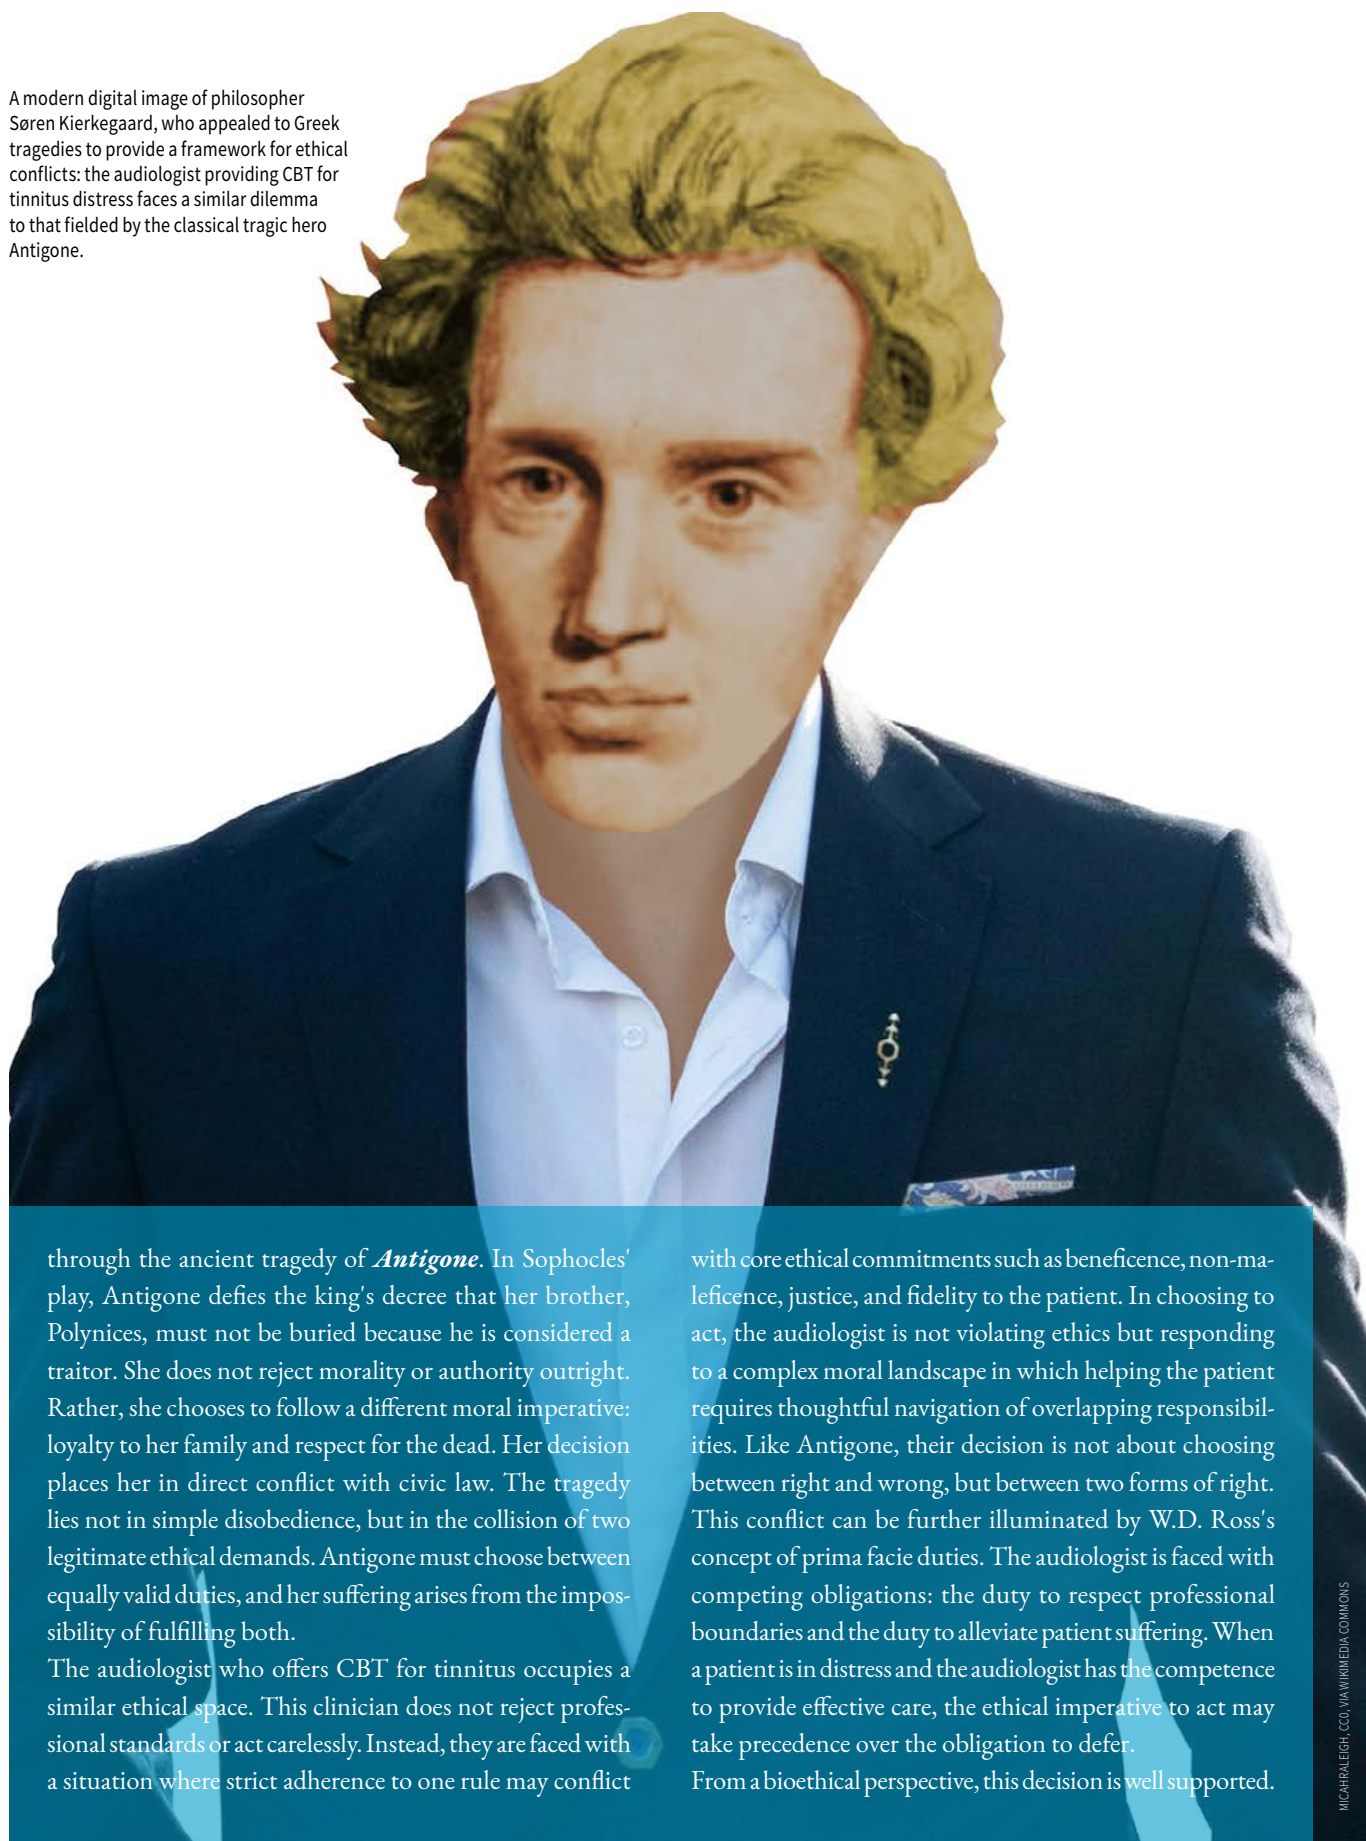 A modern digital image of philosopher
Søren Kierkegaard, who appealed to Greek
tragedies to provide a framework for ethical
conflicts: the audiologist providing CBT for
tinnitus distress faces a similar dilemma
to that fielded by the classical tragic hero
Antigone.
through the ancient tragedy of Antigone. In Sophocles'
play, Antigone defies the king's decree that her brother,
Polynices, must not be buried because he is considered a
traitor. She does not reject morality or authority outright.
Rather, she chooses to follow a different moral imperative:
loyalty to her family and respect for the dead. Her decision
places her in direct conflict with civic law. The tragedy
lies not in simple disobedience, but in the collision of two
legitimate ethical demands. Antigone must choose between
equally valid duties, and her suffering arises from the impos-
sibility of fulfilling both.
The audiologist who offers CBT for tinnitus occupies a
similar ethical space. This clinician does not reject profes-
sional standards or act carelessly. Instead, they are faced with
a situation where strict adherence to one rule may conflict
with core ethical commitments such as beneficence, non-ma-
leficence, justice, and fidelity to the patient. In choosing to
act, the audiologist is not violating ethics but responding
to a complex moral landscape in which helping the patient
requires thoughtful navigation of overlapping responsibil-
ities. Like Antigone, their decision is not about choosing
between right and wrong, but between two forms of right.
This conflict can be further illuminated by W.D. Ross's
concept of prima facie duties. The audiologist is faced with
competing obligations: the duty to respect professional
boundaries and the duty to alleviate patient suffering. When
a patient is in distress and the audiologist has the competence
to provide effective care, the ethical imperative to act may
take precedence over the obligation to defer.
From a bioethical perspective, this decision is well supported.
MICAHRALEIGH, CC0, VIA WIKIMEDIA COMMONS